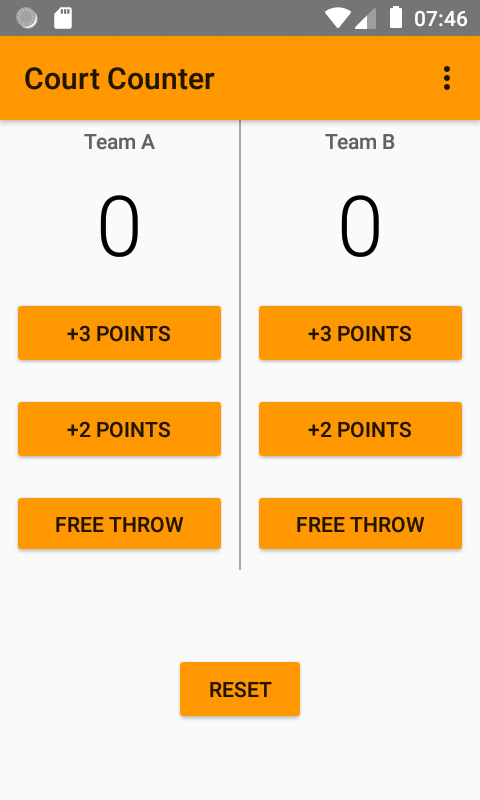 07:46
Court Counter
Team A
Team B
0
0
+3 POINTS
+3 POINTS
+2 POINTS
+2 POINTS
FREE THROW
FREE THROW
RESET